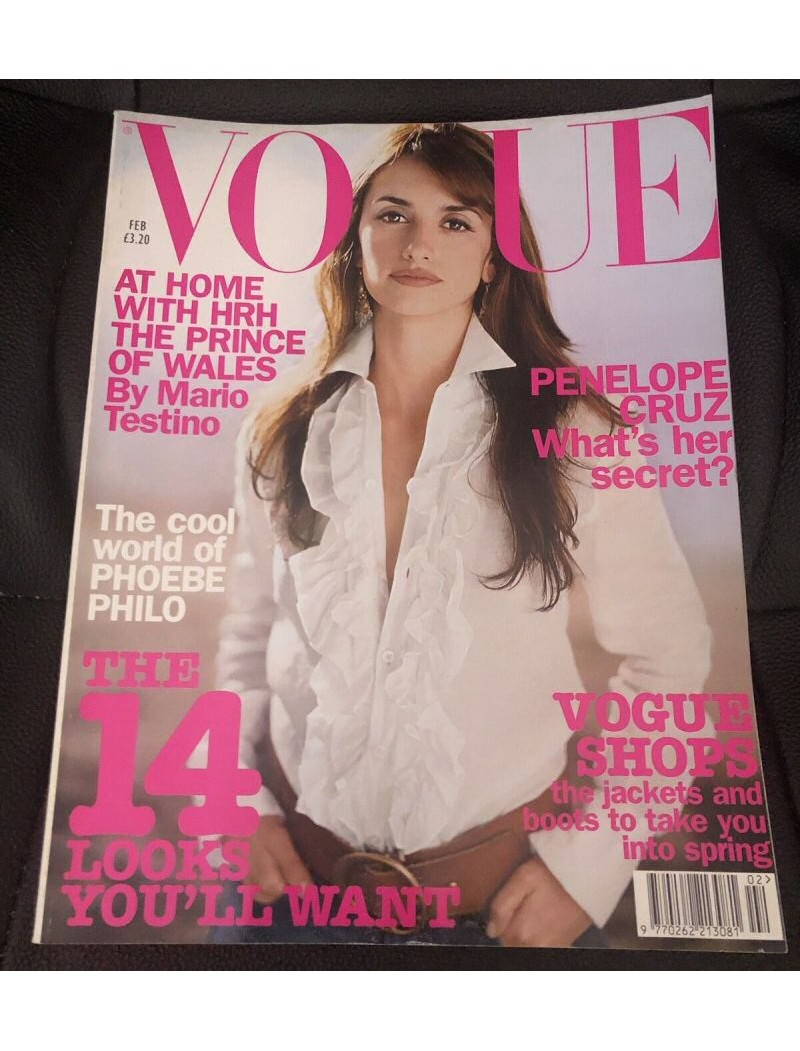 VOGUE
®
FEB
£3.20
AT HOME
WITH HRH
THE PRINCE
OF WALES
By Mario
Testino
PENELOPE
CRUZ
What's her
secret?
The cool
world of
PHOEBE
PHILO
THE
14
LOOKS
YOU'LL WANT
VOGUE
SHOPS
the jackets and
boots to take you
into spring
02>
9 770262 213081